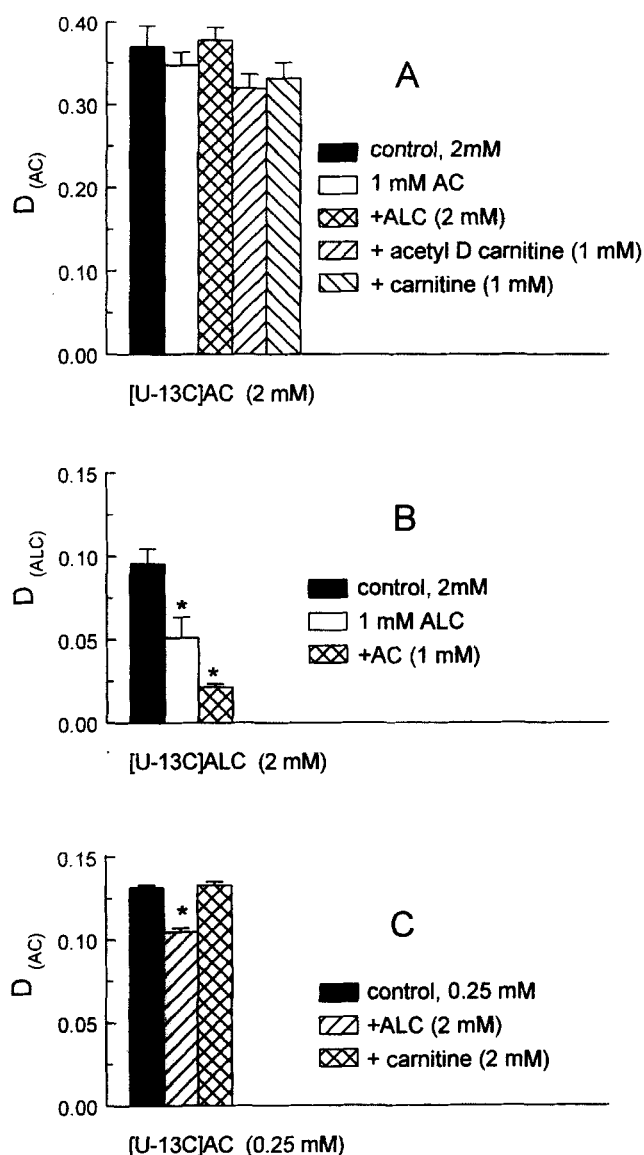 0.40
0.30
0.20
0.10
0.00
D (AC)
A
control, 2mM
1 mM AC
+ALC (2 mM)
+ acetyl D carnitine (1 mM)
+ carnitine (1 mM)
[U-13C]AC (2 mM)
0.15
0.10
0.05
0.00
D (ALC)
B
*
*
control, 2mM
1 mM ALC
+AC (1 mM)
[U-13C]ALC (2 mM)
0.15
0.10
0.05
0.00
D (AC)
C
*
control, 0.25 mM
+ALC (2 mM)
+ carnitine (2 mM)
[U-13C]AC (0.25 mM)